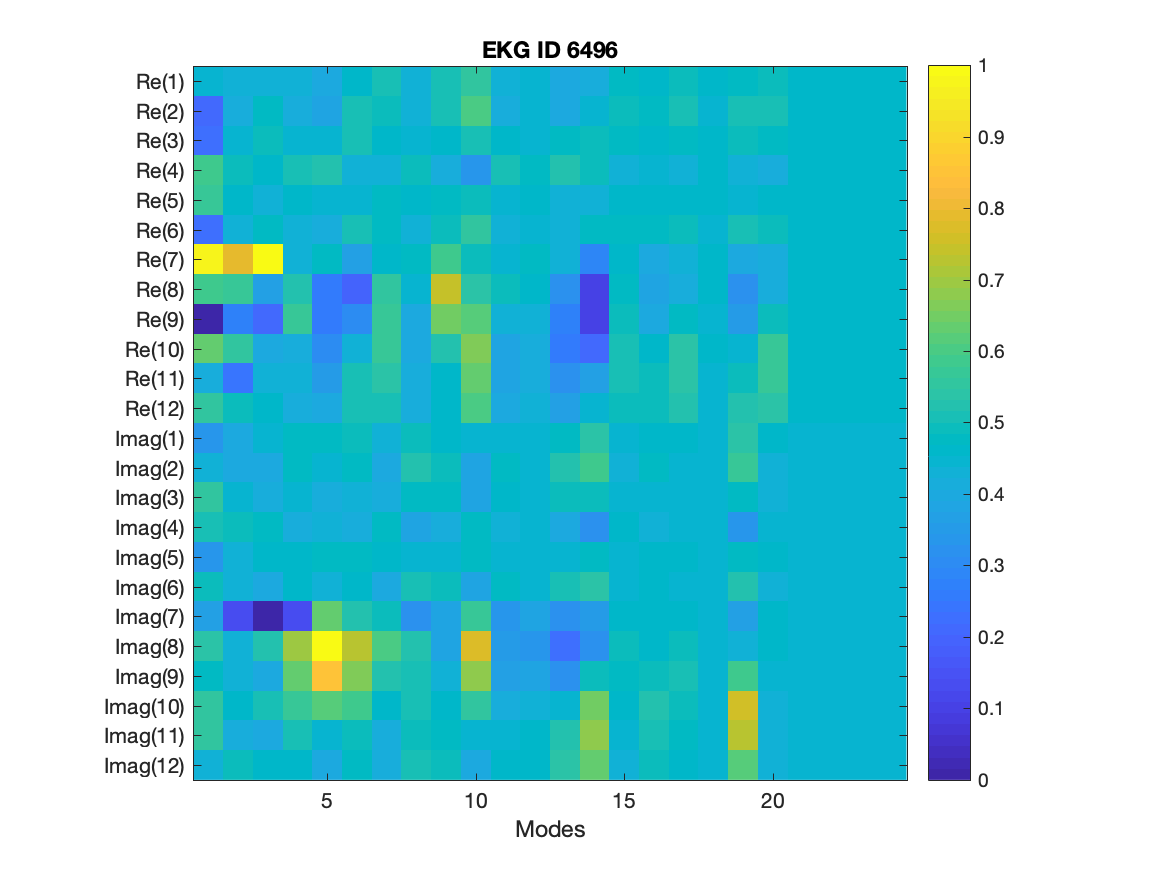 EKG ID 6496
Re(1)
Re(2)
Re(3)
Re(4)
Re(5)
Re(6)
Re(7)
Re(8)
Re(9)
Re(10)
Re(11)
Re(12)
Imag(1)
Imag(2)
Imag(3)
Imag(4)
Imag(5)
Imag(6)
Imag(7)
Imag(8)
Imag(9)
Imag(10)
Imag(11)
Imag(12)
5 10 15 20
Modes
1
0.9
0.8
0.7
0.6
0.5
0.4
0.3
0.2
0.1
0